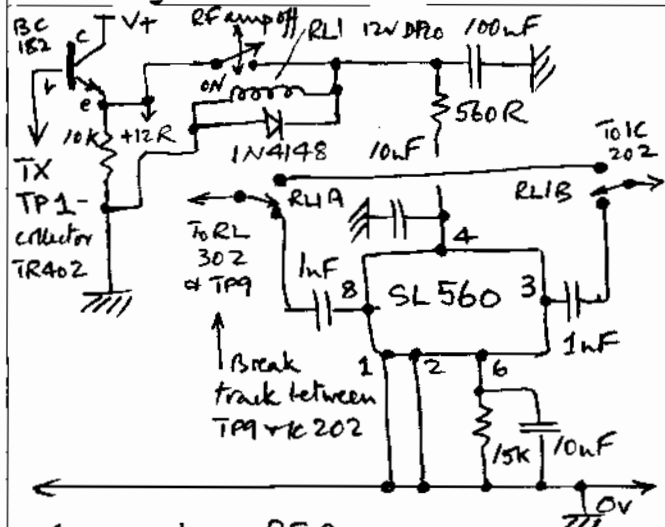 BC
182
c
V+
RF amp off
RL1
12V DPCO
100nF
b
e
ON
10K
+12R
1N4148
560R
10nF
TO IC
202
TX
TP1-
collector
TR402
RL1A
RL1B
To RL
302
& TP9
1nF
8
SL560
4
3
1nF
1
2
6
Break
track between
TP9 & IC 202
15K
10nF
0v